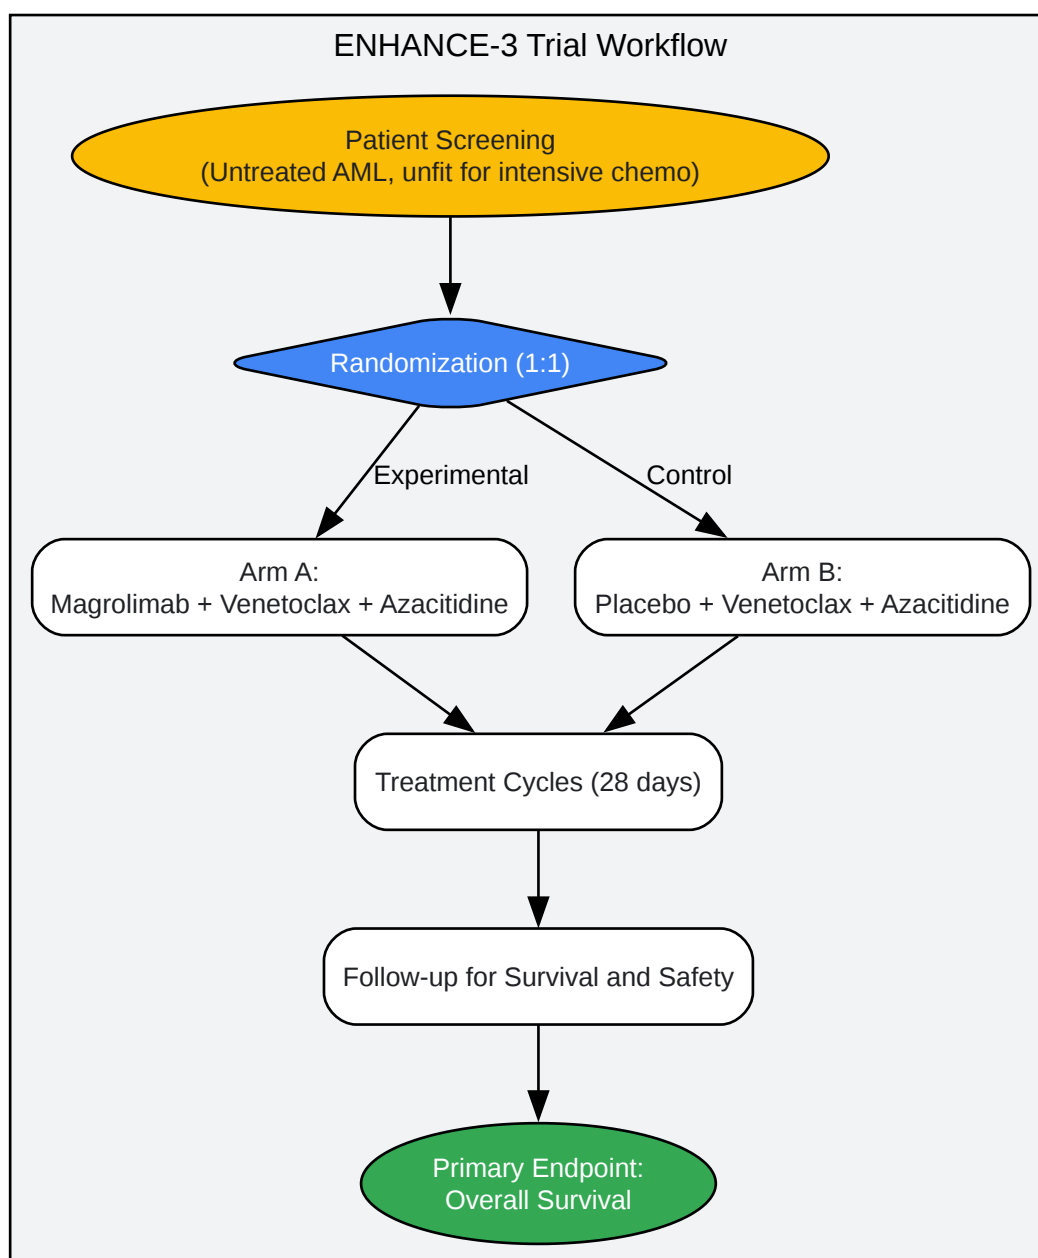 ENHANCE-3 Trial Workflow
Patient Screening
(Untreated AML, unfit for intensive chemo)
Randomization (1:1)
Experimental
Control
Arm A:
Magrolimab + Venetoclax + Azacitidine
Arm B:
Placebo + Venetoclax + Azacitidine
Treatment Cycles (28 days)
Follow-up for Survival and Safety
Primary Endpoint:
Overall Survival